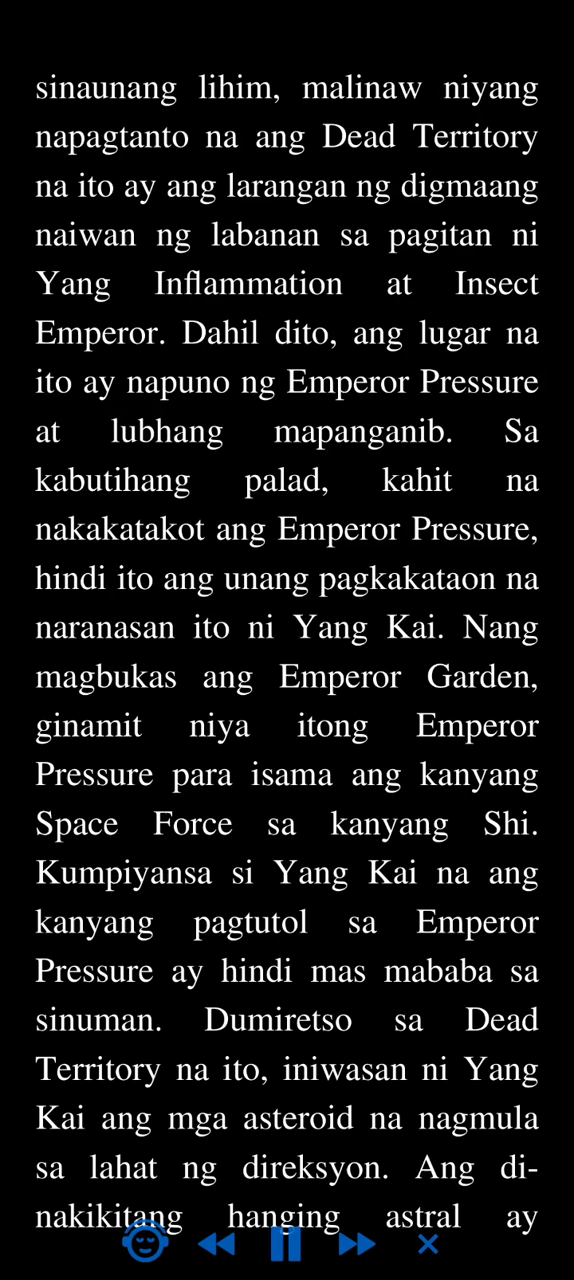 sinaunang lihim, malinaw niyang
napagtanto na ang Dead Territory
na ito ay ang larangan ng digmaang
naiwan ng labanan sa pagitan ni
Yang Inflammation at Insect
Emperor. Dahil dito, ang lugar na
ito ay napuno ng Emperor Pressure
at lubhang mapanganib. Sa
kabutihang palad, kahit na
nakakatakot ang Emperor Pressure,
hindi ito ang unang pagkakataon na
naranasan ito ni Yang Kai. Nang
magbukas ang Emperor Garden,
ginamit niya itong Emperor
Pressure para isama ang kanyang
Space Force sa kanyang Shi.
Kumpiyansa si Yang Kai na ang
kanyang pagtutol sa Emperor
Pressure ay hindi mas mababa sa
sinuman. Dumiretso sa Dead
Territory na ito, iniwasan ni Yang
Kai ang mga asteroid na nagmula
sa lahat ng direksyon. Ang di-
nakikitang hanging astral ay